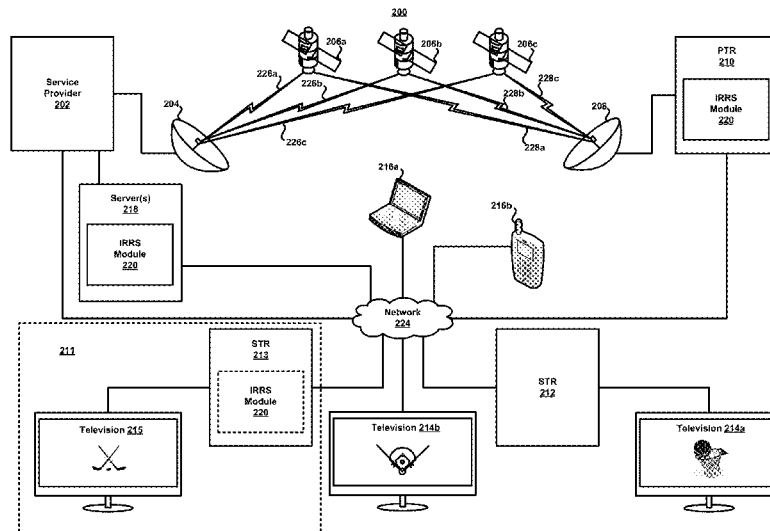 200
206a
206b
206c
Service
Provider
202
226a
226b
226c
228c
228b
228a
204
208
PTR
210
IRRS
Module
220
Server(s)
218
IRRS
Module
220
216a
216b
Network
224
211
STR
213
IRRS
Module
220
STR
212
Television 215
Television 214b
Television 214a